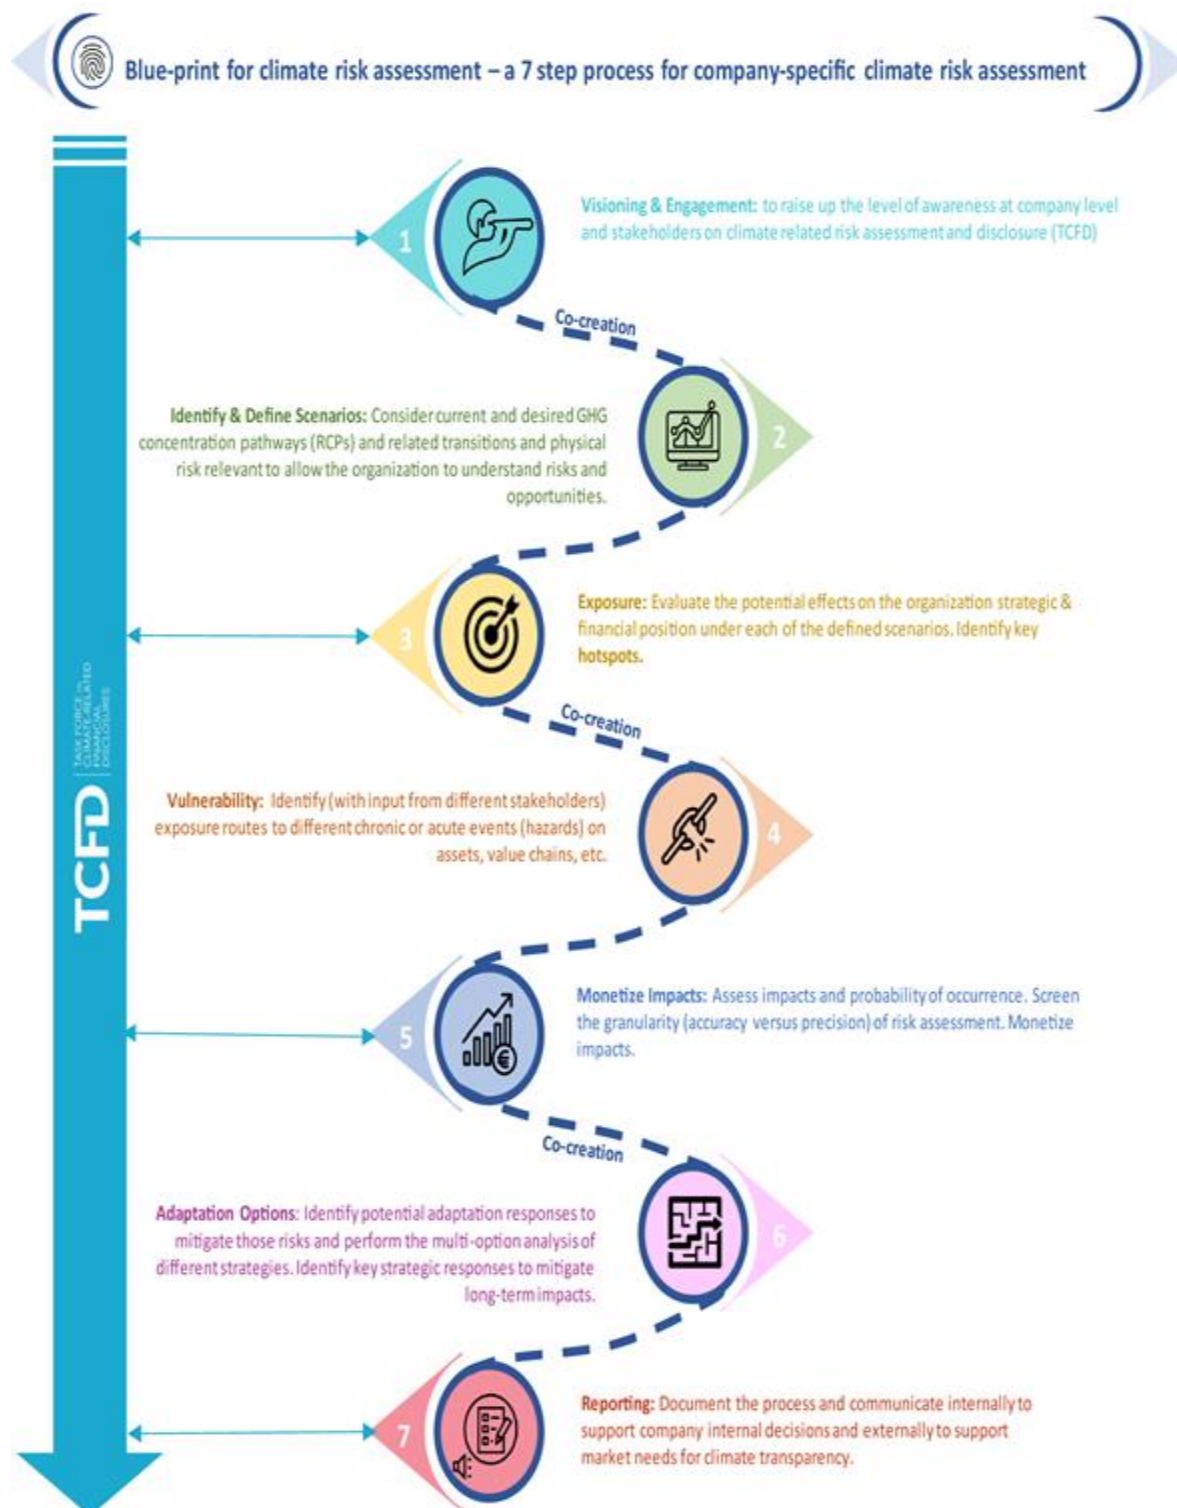 Blue-print for climate risk assessment – a 7 step process for company-specific climate risk assessment
1
Visioning & Engagement: to raise up the level of awareness at company level
and stakeholders on climate related risk assessment and disclosure (TCFD)
Co-creation
Identify & Define Scenarios: Consider current and desired GHG
concentration pathways (RCPs) and related transitions and physical
risk relevant to allow the organization to understand risks and
opportunities.
2
3
Exposure: Evaluate the potential effects on the organization strategic &
financial position under each of the defined scenarios. Identify key
hotspots.
Co-creation
TCFD
TASK FORCE ON
CLIMATE-RELATED
FINANCIAL
DISCLOSURES
Vulnerability: Identify (with input from different stakeholders)
exposure routes to different chronic or acute events (hazards) on
assets, value chains, etc.
4
5
Monetize Impacts: Assess impacts and probability of occurrence. Screen
the granularity (accuracy versus precision) of risk assessment. Monetize
impacts.
€
Co-creation
Adaptation Options: Identify potential adaptation responses to
mitigate those risks and perform the multi-option analysis of
different strategies. Identify key strategic responses to mitigate
long-term impacts.
6
7
Reporting: Document the process and communicate internally to
support company internal decisions and externally to support
market needs for climate transparency.